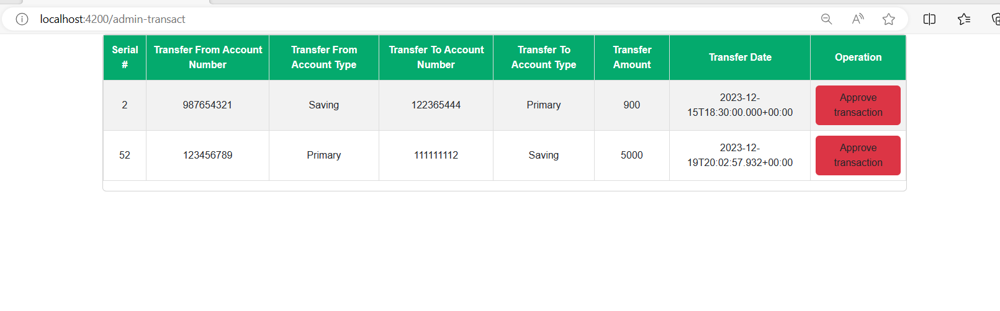 localhost:4200/admin-transact
Serial # Transfer From Account Number Transfer From Account Type Transfer To Account Number Transfer To Account Type Transfer Amount Transfer Date Operation
2 987654321 Saving 122365444 Primary 900 2023-12-15T18:30:00.000+00:00 Approve transaction
52 123456789 Primary 111111112 Saving 5000 2023-12-19T20:02:57.932+00:00 Approve transaction